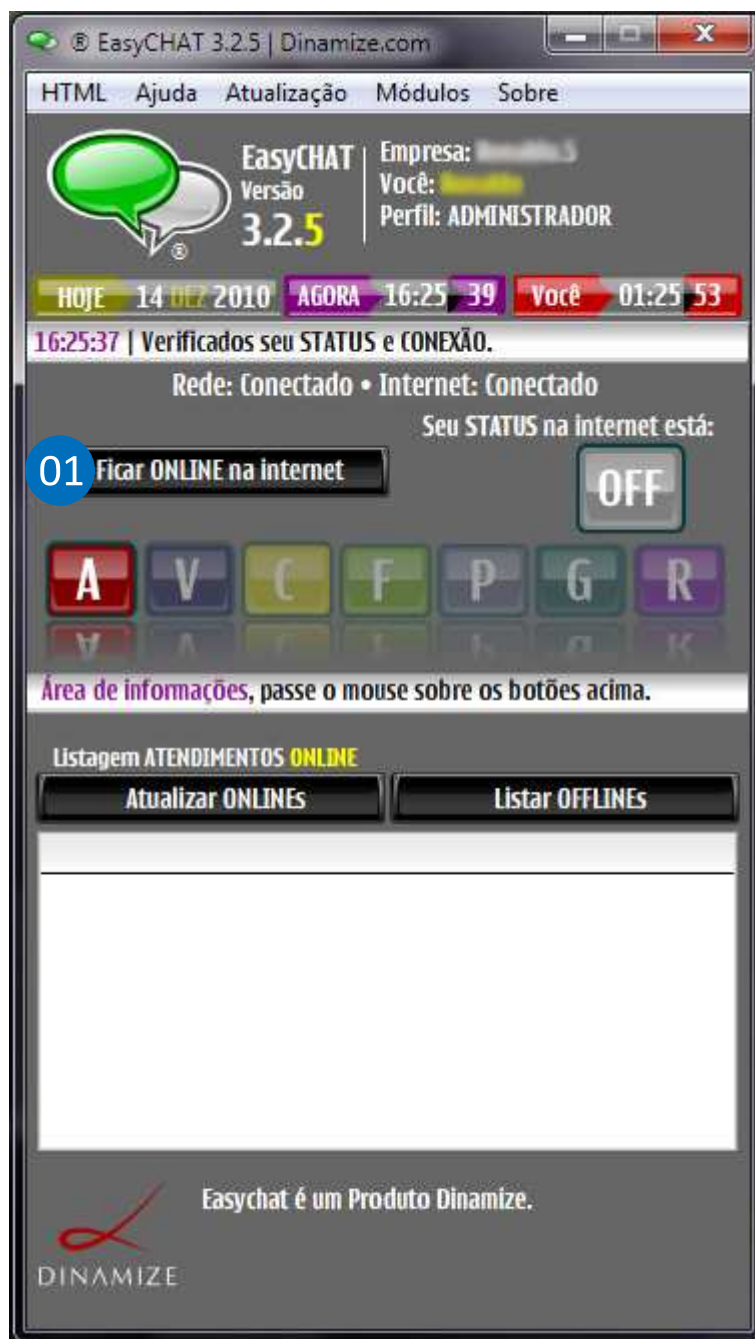 ® EasyCHAT 3.2.5 | Dinamize.com
HTML Ajuda Atualização Módulos Sobre
EasyCHAT
Versão
3.2.5
®
Empresa:
Você:
Perfil: ADMINISTRADOR
HOJE 14 DEZ 2010 AGORA 16:25 39 Você 01:25 53
16:25:37 | Verificados seu STATUS e CONEXÃO.
Rede: Conectado • Internet: Conectado
Seu STATUS na internet está:
01 Ficar ONLINE na internet
OFF
A V C F P G R
Área de informações, passe o mouse sobre os botões acima.
Listagem ATENDIMENTOS ONLINE
Atualizar ONLINEs Listar OFFLINEs
Easychat é um Produto Dinamize.
DINAMIZE